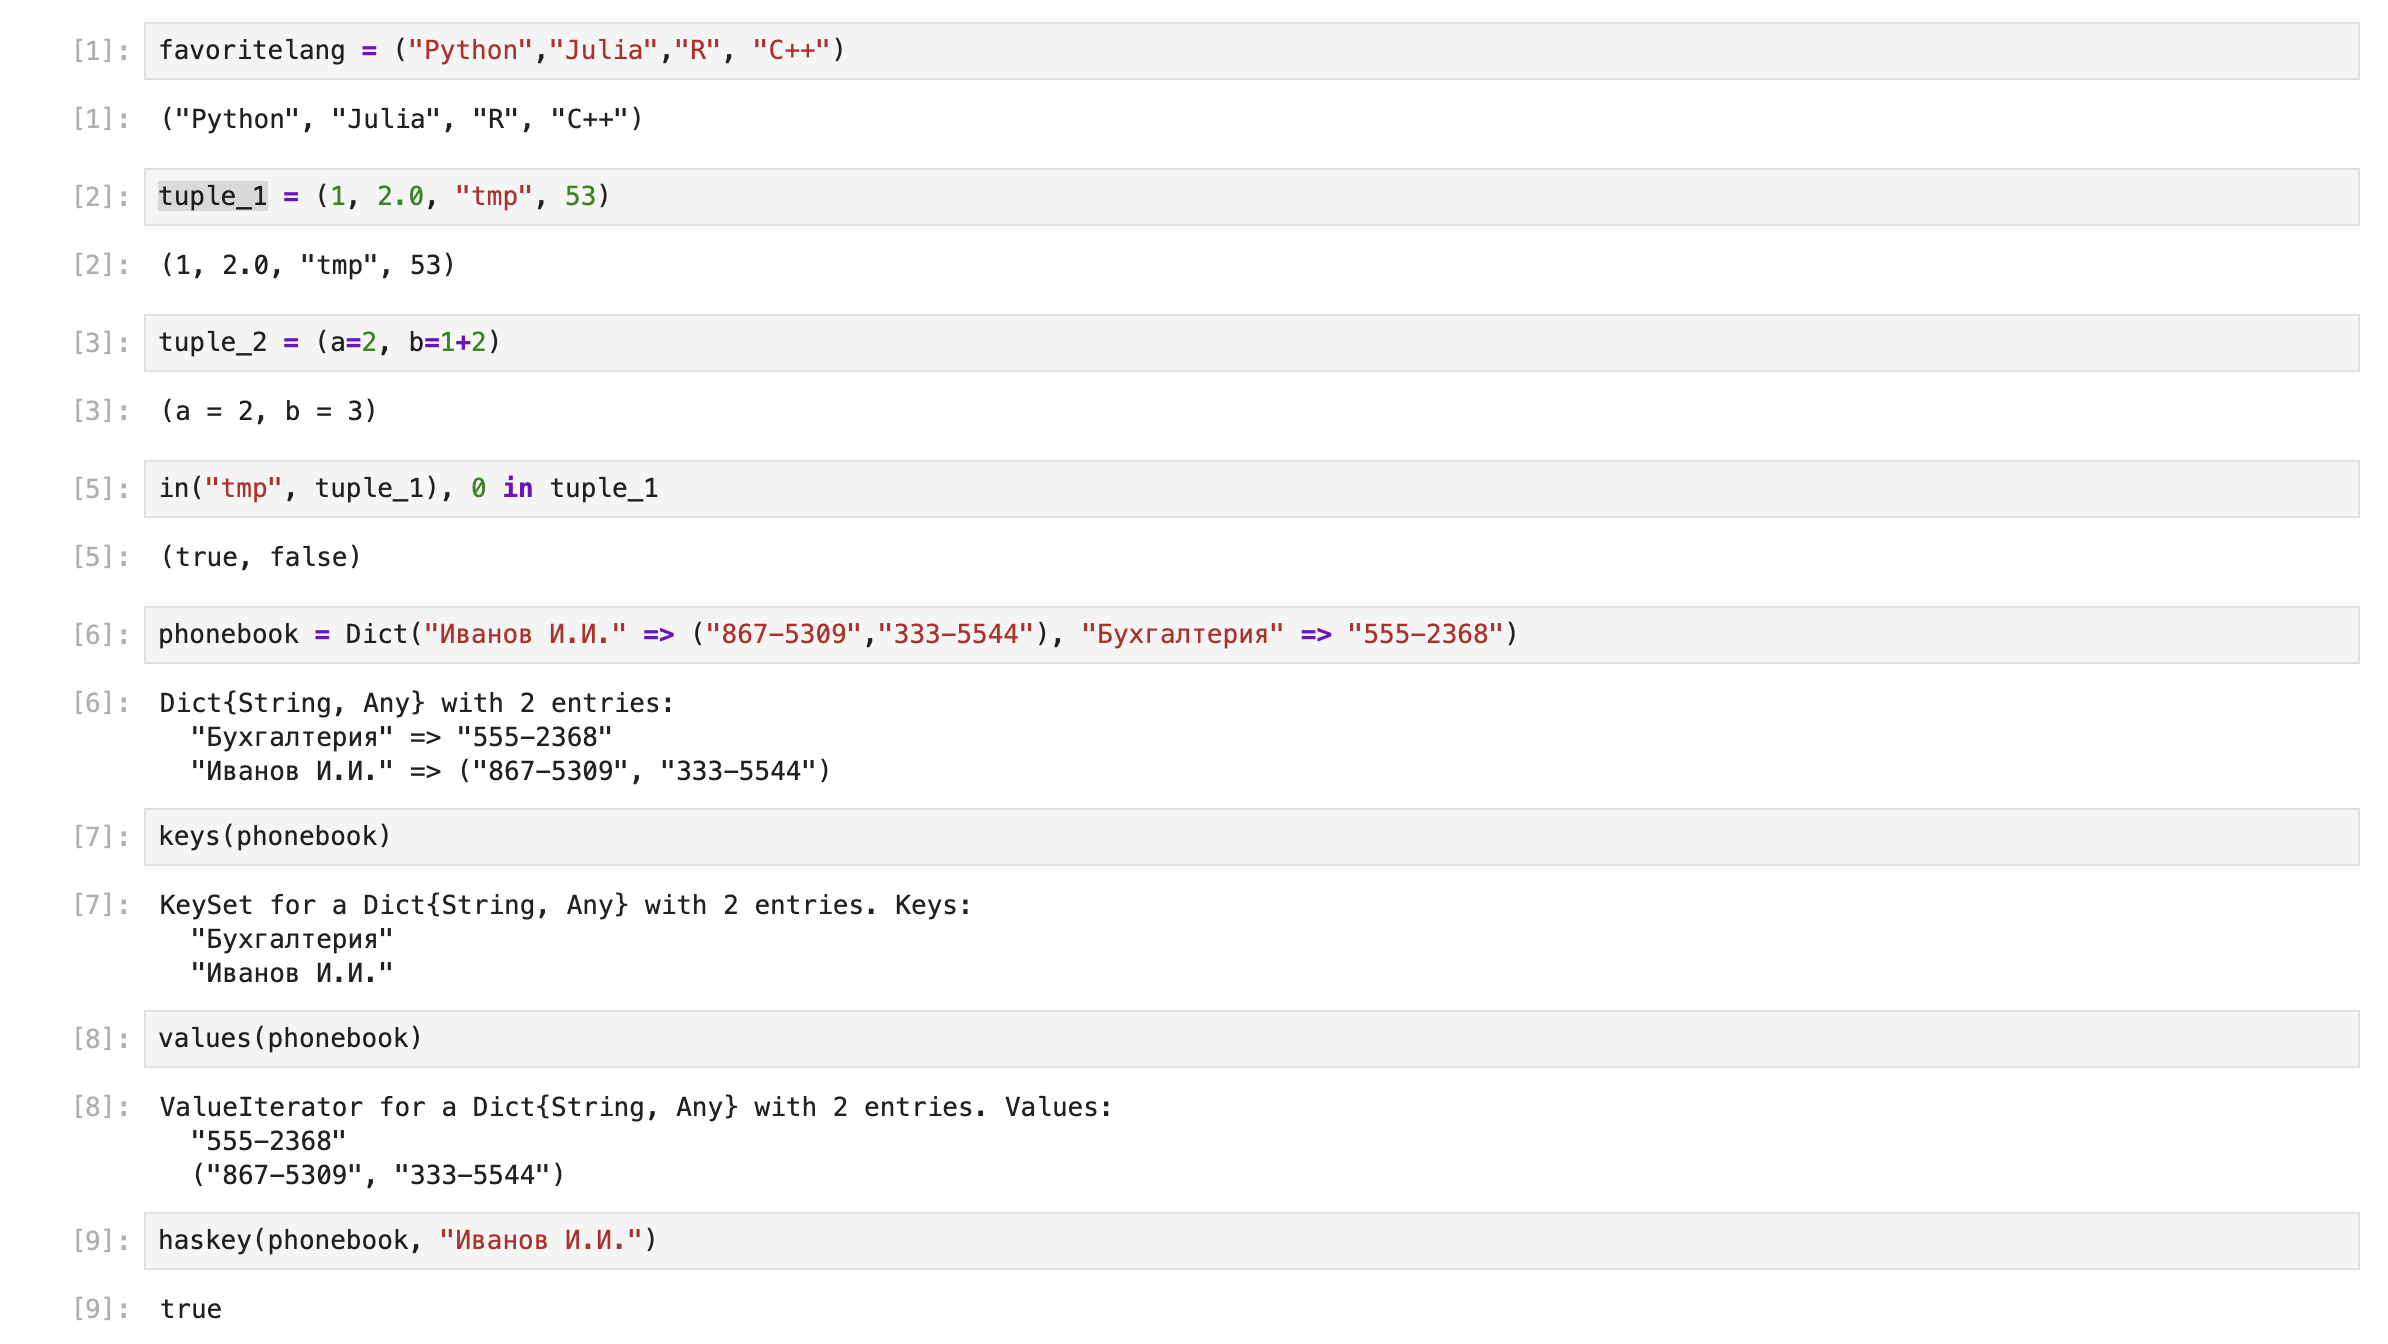 [1]: favoritelang = ("Python","Julia","R", "C++")
[1]: ("Python", "Julia", "R", "C++")
[2]: tuple_1 = (1, 2.0, "tmp", 53)
[2]: (1, 2.0, "tmp", 53)
[3]: tuple_2 = (a=2, b=1+2)
[3]: (a = 2, b = 3)
[5]: in("tmp", tuple_1), 0 in tuple_1
[5]: (true, false)
[6]: phonebook = Dict("Иванов И.И." => ("867-5309","333-5544"), "Бухгалтерия" => "555-2368")
[6]: Dict{String, Any} with 2 entries:
"Бухгалтерия" => "555-2368"
"Иванов И.И." => ("867-5309", "333-5544")
[7]: keys(phonebook)
[7]: KeySet for a Dict{String, Any} with 2 entries. Keys:
"Бухгалтерия"
"Иванов И.И."
[8]: values(phonebook)
[8]: ValueIterator for a Dict{String, Any} with 2 entries. Values:
"555-2368"
("867-5309", "333-5544")
[9]: haskey(phonebook, "Иванов И.И.")
[9]: true